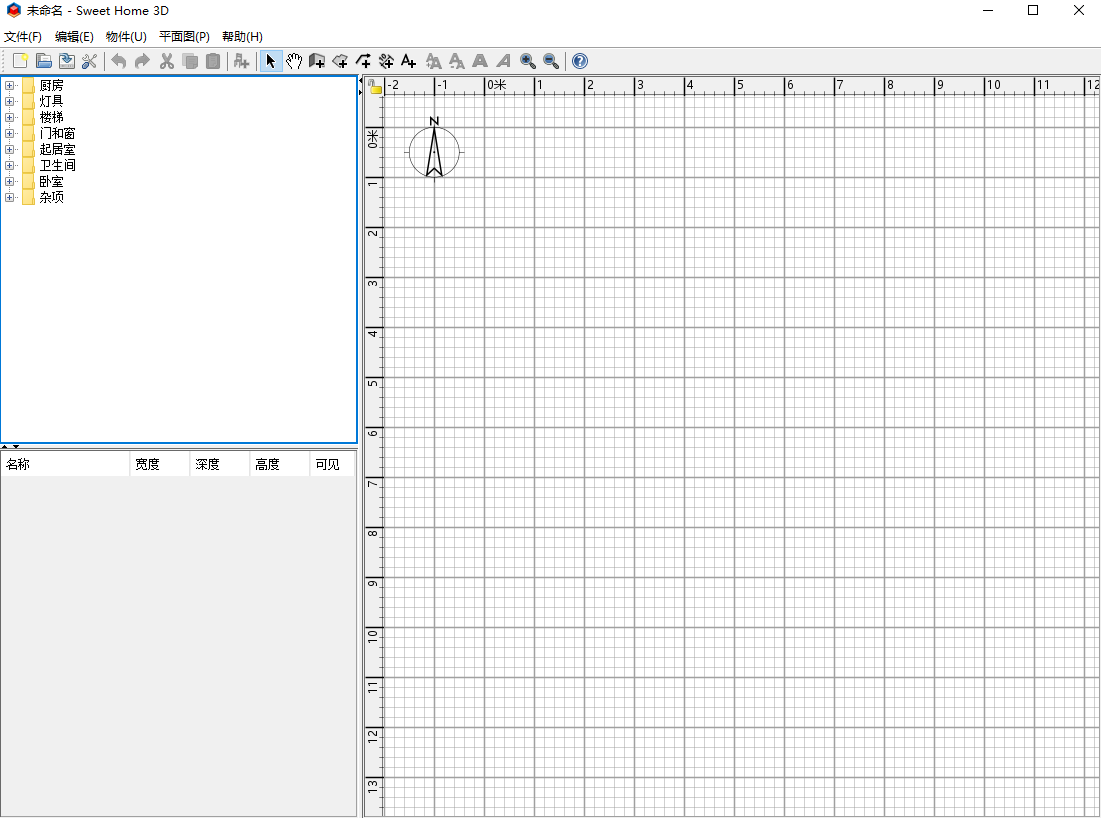 未命名 - Sweet Home 3D
文件(F) 编辑(E) 物件(U) 平面图(P) 帮助(H)
厨房
灯具
楼梯
门和窗
起居室
卫生间
卧室
杂项
名称 宽度 深度 高度 可见
-2 -1 0米 1 2 3 4 5 6 7 8 9 10 11 12
N
0米
1
2
3
4
5
6
7
8
9
10
11
12
13